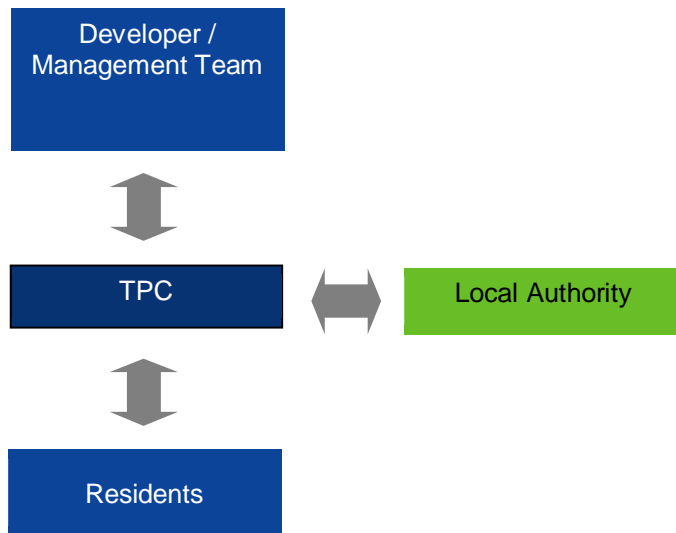 Developer /
Management Team
TPC
Local Authority
Residents